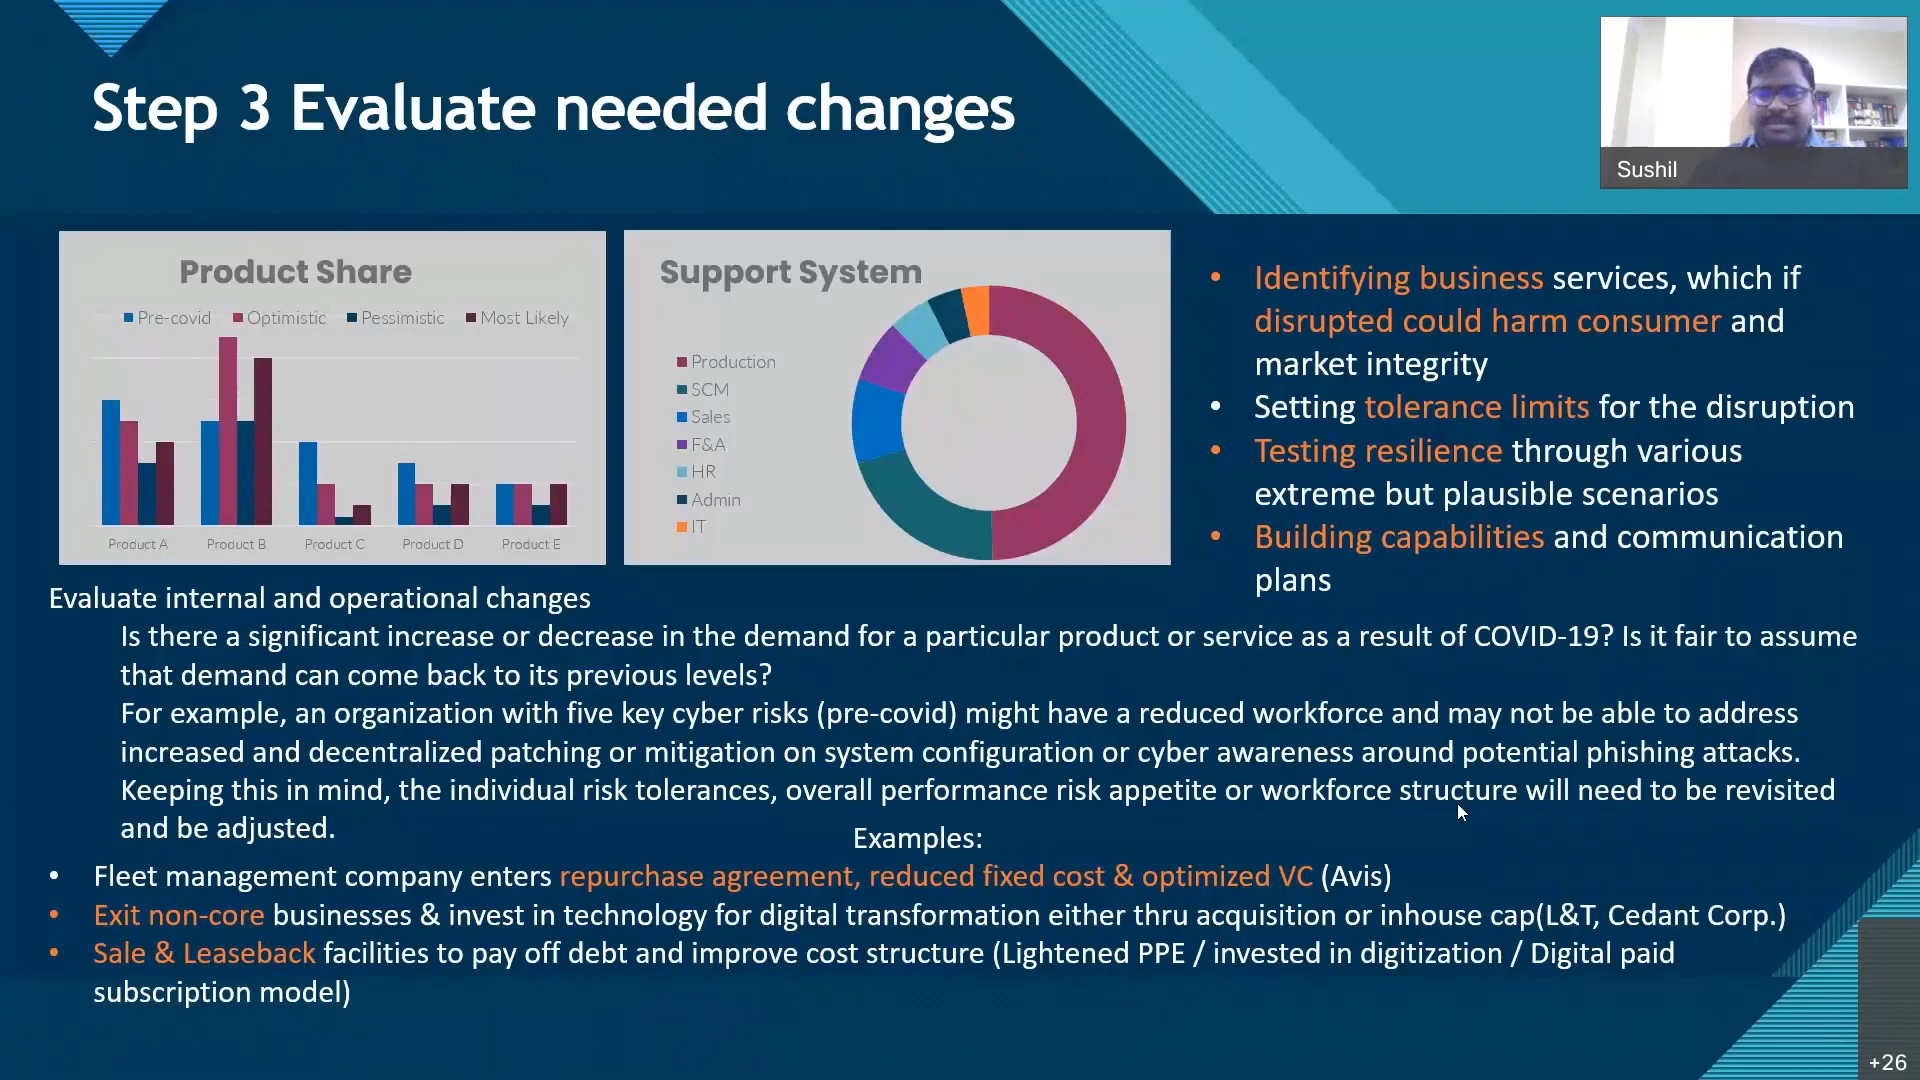 Step 3 Evaluate needed changes
Sushil
Product Share
Pre-covid Optimistic Pessimistic Most Likely
Product A Product B Product C Product D Product E
Support System
Production
SCM
Sales
F&A
HR
Admin
IT
• Identifying business services, which if
disrupted could harm consumer and
market integrity
• Setting tolerance limits for the disruption
• Testing resilience through various
extreme but plausible scenarios
• Building capabilities and communication
plans
Evaluate internal and operational changes
Is there a significant increase or decrease in the demand for a particular product or service as a result of COVID-19? Is it fair to assume
that demand can come back to its previous levels?
For example, an organization with five key cyber risks (pre-covid) might have a reduced workforce and may not be able to address
increased and decentralized patching or mitigation on system configuration or cyber awareness around potential phishing attacks.
Keeping this in mind, the individual risk tolerances, overall performance risk appetite or workforce structure will need to be revisited
and be adjusted.
Examples:
• Fleet management company enters repurchase agreement, reduced fixed cost & optimized VC (Avis)
• Exit non-core businesses & invest in technology for digital transformation either thru acquisition or inhouse cap(L&T, Cedant Corp.)
• Sale & Leaseback facilities to pay off debt and improve cost structure (Lightened PPE / invested in digitization / Digital paid
subscription model)
+26